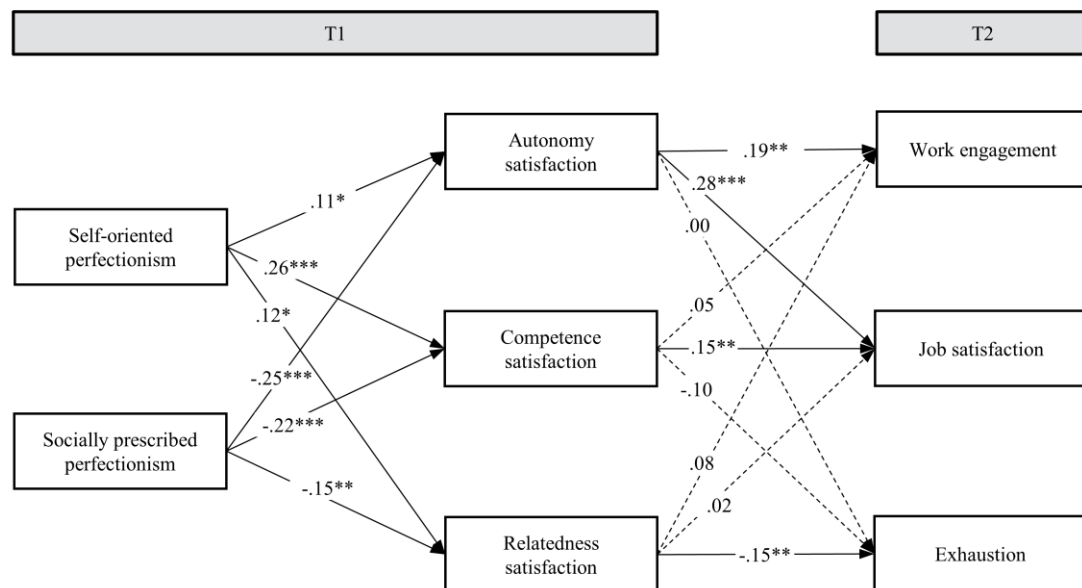 T1
T2
Autonomy
satisfaction
.19**
Work engagement
.28***
.11*
.00
Self-oriented
perfectionism
.26***
.12*
.05
Competence
satisfaction
.15**
Job satisfaction
-.25***
-.10
-.22***
Socially prescribed
perfectionism
.08
-.15**
.02
Relatedness
satisfaction
-.15**
Exhaustion